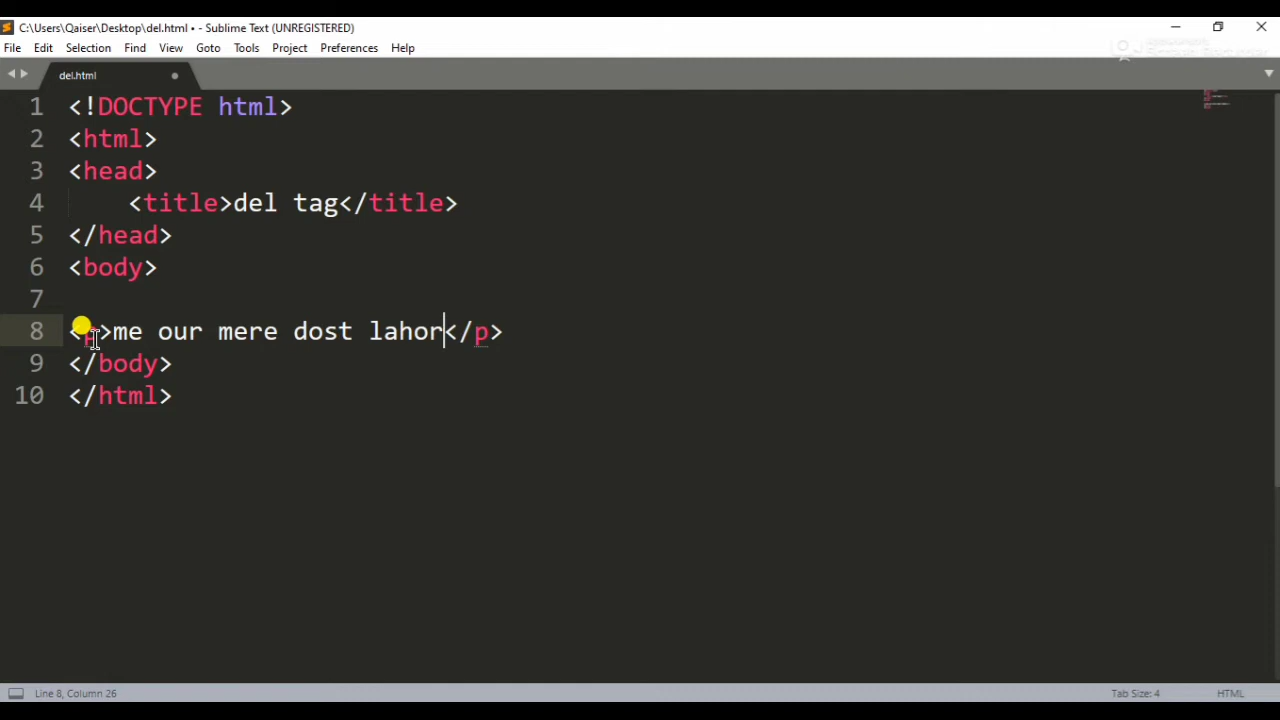 C:\Users\Qaiser\Desktop\del.html • - Sublime Text (UNREGISTERED)
File Edit Selection Find View Goto Tools Project Preferences Help
del.html
1 <!DOCTYPE html>
2 <html>
3 <head>
4 <title>del tag</title>
5 </head>
6 <body>
7
8 <p>me our mere dost lahor</p>
9 </body>
10 </html>
Line 8, Column 26 Tab Size: 4 HTML